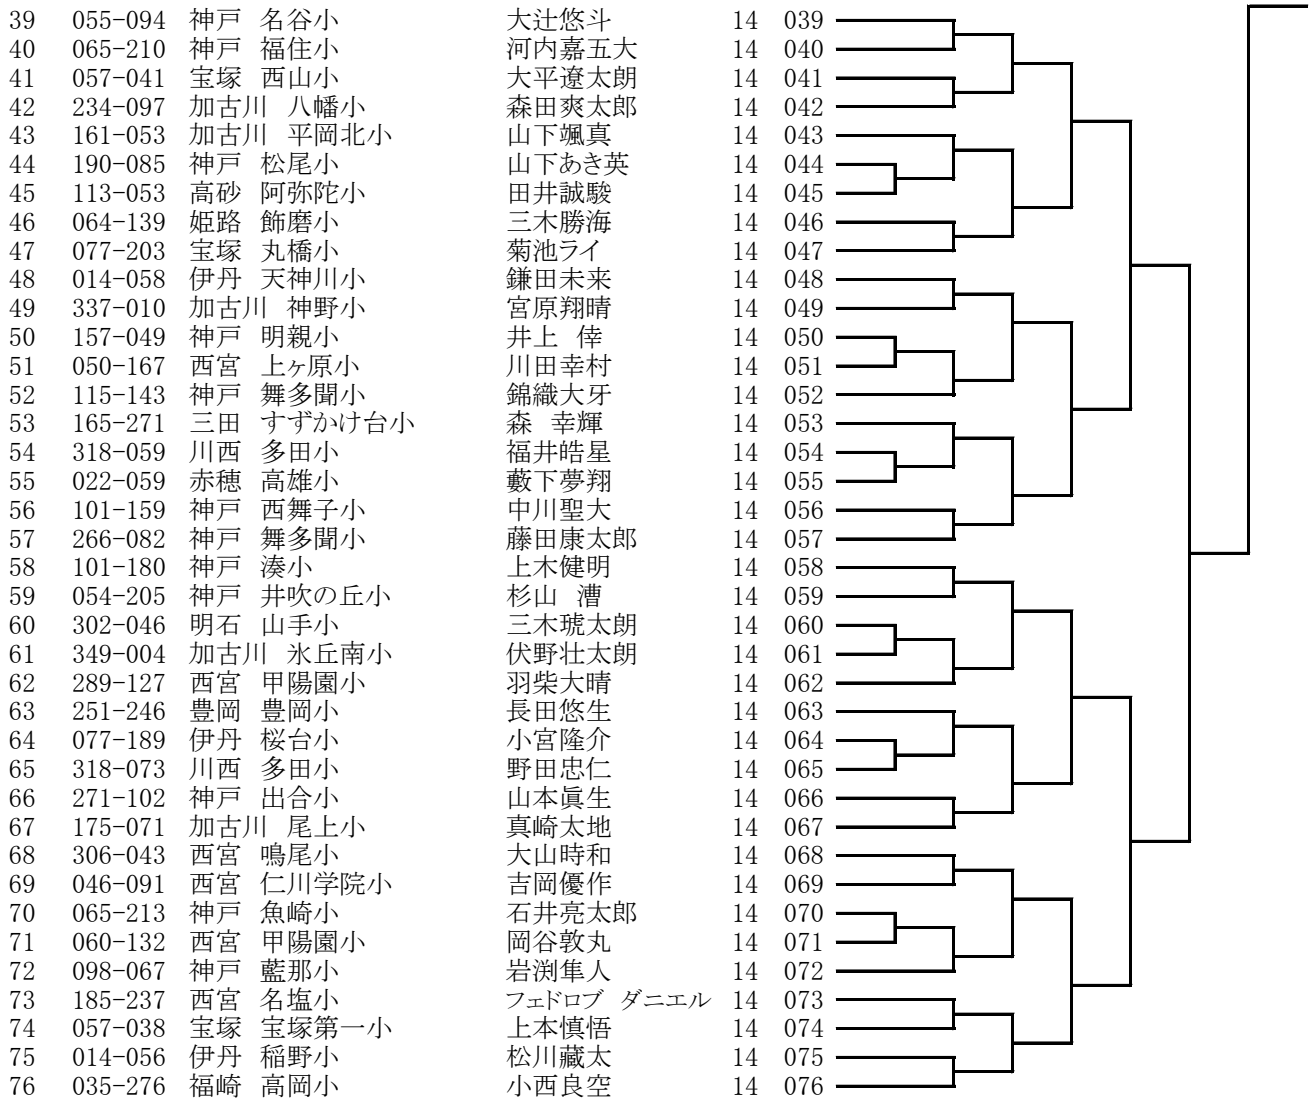 39 055-094 神戸 名谷小 大辻悠斗 14 039
40 065-210 神戸 福住小 河内嘉五大 14 040
41 057-041 宝塚 西山小 大平遼太朗 14 041
42 234-097 加古川 八幡小 森田爽太郎 14 042
43 161-053 加古川 平岡北小 山下颯真 14 043
44 190-085 神戸 松尾小 山下あき英 14 044
45 113-053 高砂 阿弥陀小 田井誠駿 14 045
46 064-139 姫路 飾磨小 三木勝海 14 046
47 077-203 宝塚 丸橋小 菊池ライ 14 047
48 014-058 伊丹 天神川小 鎌田未来 14 048
49 337-010 加古川 神野小 宮原翔晴 14 049
50 157-049 神戸 明親小 井上 倖 14 050
51 050-167 西宮 上ヶ原小 川田幸村 14 051
52 115-143 神戸 舞多聞小 錦織大牙 14 052
53 165-271 三田 すずかけ台小 森 幸輝 14 053
54 318-059 川西 多田小 福井皓星 14 054
55 022-059 赤穂 高雄小 藪下夢翔 14 055
56 101-159 神戸 西舞子小 中川聖大 14 056
57 266-082 神戸 舞多聞小 藤田康太郎 14 057
58 101-180 神戸 湊小 上木健明 14 058
59 054-205 神戸 井吹の丘小 杉山 漕 14 059
60 302-046 明石 山手小 三木琥太朗 14 060
61 349-004 加古川 氷丘南小 伏野壮太朗 14 061
62 289-127 西宮 甲陽園小 羽柴大晴 14 062
63 251-246 豊岡 豊岡小 長田悠生 14 063
64 077-189 伊丹 桜台小 小宮隆介 14 064
65 318-073 川西 多田小 野田忠仁 14 065
66 271-102 神戸 出合小 山本眞生 14 066
67 175-071 加古川 尾上小 真崎太地 14 067
68 306-043 西宮 鳴尾小 大山時和 14 068
69 046-091 西宮 仁川学院小 吉岡優作 14 069
70 065-213 神戸 魚崎小 石井亮太郎 14 070
71 060-132 西宮 甲陽園小 岡谷敦丸 14 071
72 098-067 神戸 藍那小 岩渕隼人 14 072
73 185-237 西宮 名塩小 フェドロブ ダニエル 14 073
74 057-038 宝塚 宝塚第一小 上本慎悟 14 074
75 014-056 伊丹 稲野小 松川藏太 14 075
76 035-276 福崎 高岡小 小西良空 14 076